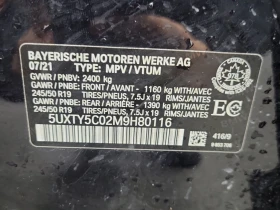 BAYERISCHE MOTOREN WERKE AG
07/21 TYPE: MPV / VTUM
GVWR / PNBV: 2400 kg
GAWR / PNBE - FRONT / AVANT: - 1160 kg WITH/AVEC
245/50 R19 TIRES/PNEUS, 7.5J x 19 RIMS/JANTES
GAWR / PNBE - REAR / ARRIÈRE: - 1390 kg WITH/AVEC
245/50 R19 TIRES/PNEUS, 7.5J x 19 RIMS/JANTES
5UXTY5C02M9H80116
EC
416/9